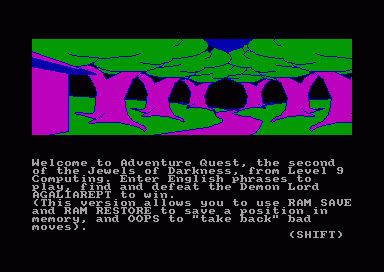 Welcome to Adventure Quest, the second
of the Jewels of Darkness, from Level 9
Computing. Enter English phrases to
play, find and defeat the Demon Lord
AGALIAREPT to win.
(This version allows you to use RAM SAVE
and RAM RESTORE to save a position in
memory, and OOPS to "take back" bad
moves).
(SHIFT)